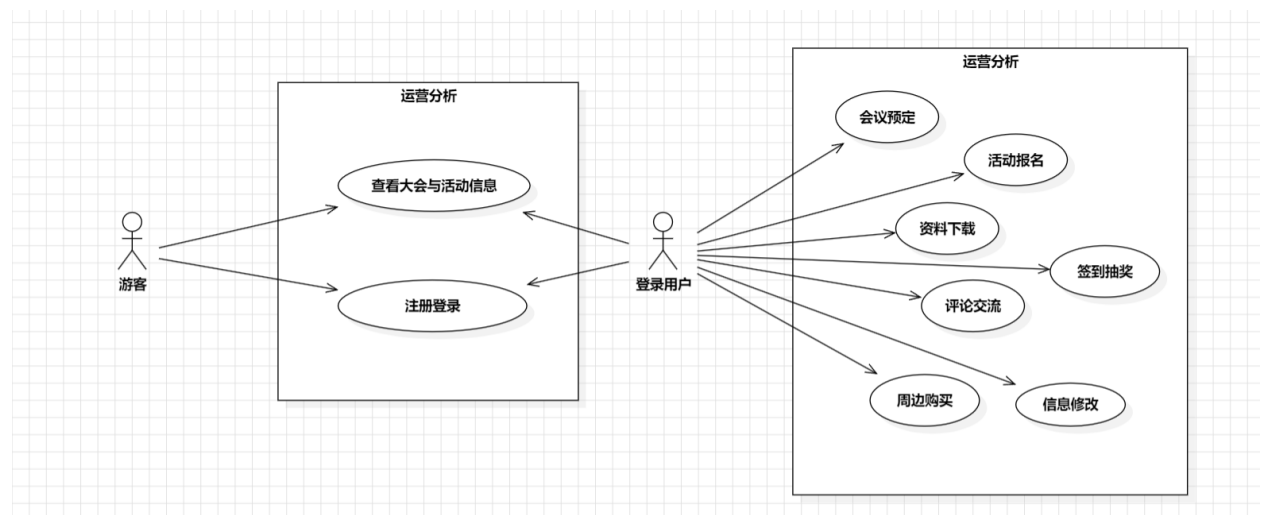 运营分析
查看大会与活动信息
注册登录
游客
登录用户
运营分析
会议预定
活动报名
资料下载
签到抽奖
评论交流
周边购买
信息修改